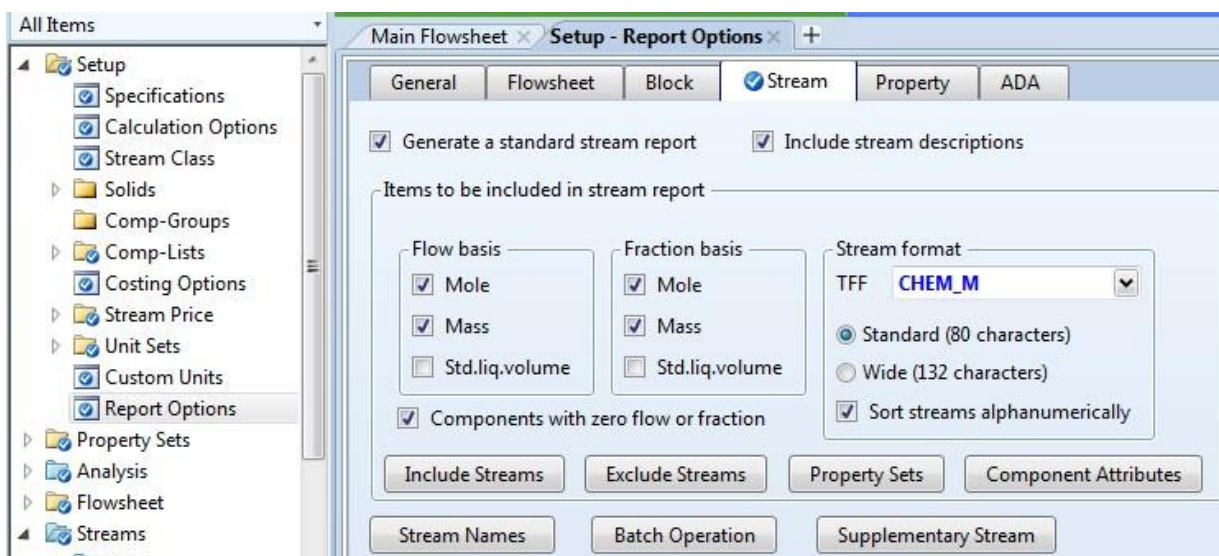 All Items
Setup
Specifications
Calculation Options
Stream Class
Solids
Comp-Groups
Comp-Lists
Costing Options
Stream Price
Unit Sets
Custom Units
Report Options
Property Sets
Analysis
Flowsheet
Streams
Main Flowsheet × Setup - Report Options × +
General Flowsheet Block Stream Property ADA
Generate a standard stream report Include stream descriptions
Items to be included in stream report
Flow basis
Mole
Mass
Std.liq.volume
Fraction basis
Mole
Mass
Std.liq.volume
Stream format
TFF CHEM_M
Standard (80 characters)
Wide (132 characters)
Sort streams alphanumerically
Components with zero flow or fraction
Include Streams Exclude Streams Property Sets Component Attributes
Stream Names Batch Operation Supplementary Stream